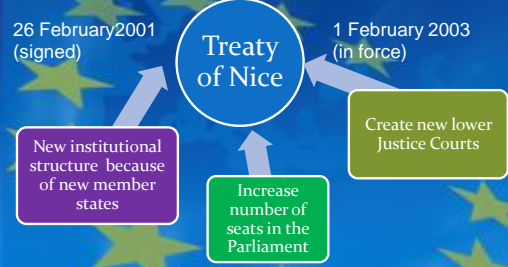 26 February2001
(signed)
Treaty
of Nice
1 February 2003
(in force)
New institutional
structure because
of new member
states
Increase
number of
seats in the
Parliament
Create new lower
Justice Courts